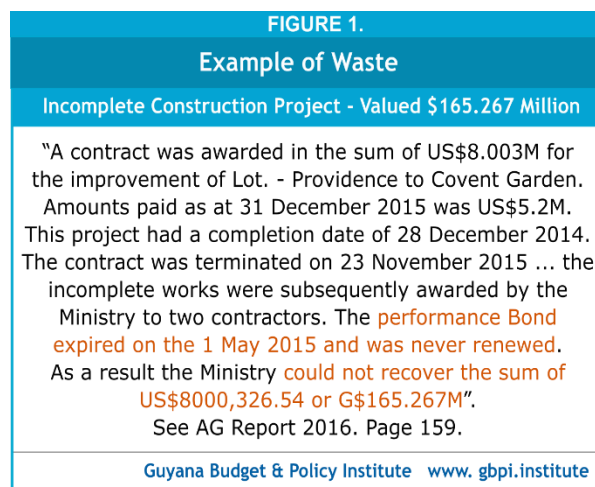 FIGURE 1.
Example of Waste
Incomplete Construction Project - Valued $165.267 Million
“A contract was awarded in the sum of US$8.003M for
the improvement of Lot. - Providence to Covent Garden.
Amounts paid as at 31 December 2015 was US$5.2M.
This project had a completion date of 28 December 2014.
The contract was terminated on 23 November 2015 ... the
incomplete works were subsequently awarded by the
Ministry to two contractors. The performance Bond
expired on the 1 May 2015 and was never renewed.
As a result the Ministry could not recover the sum of
US$8000,326.54 or G$165.267M”.
See AG Report 2016. Page 159.
Guyana Budget & Policy Institute www. gbpi.institute